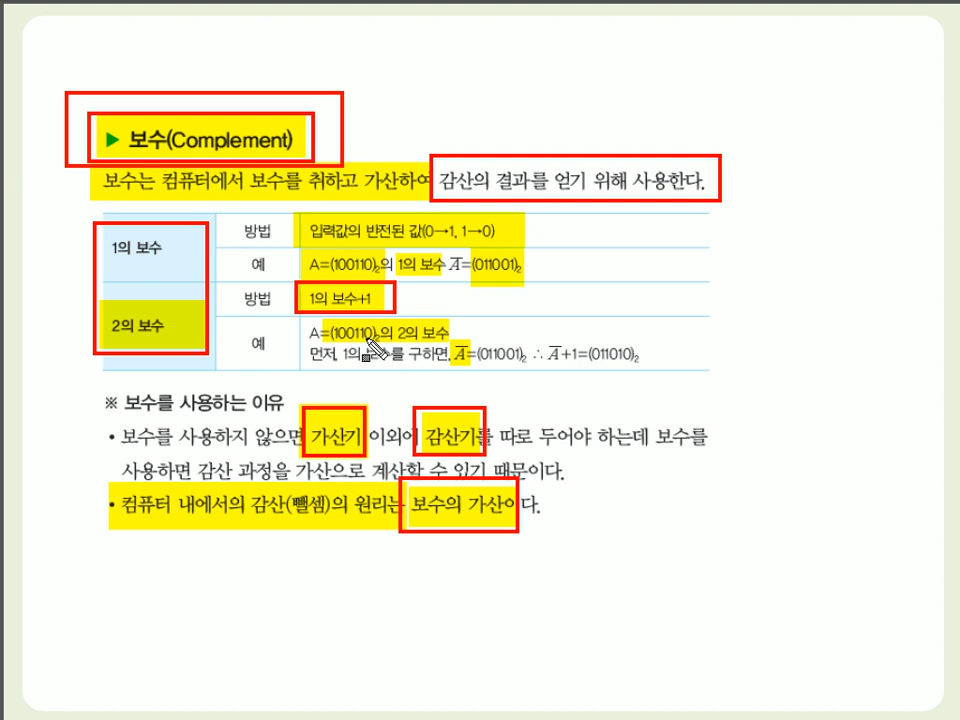 ▶ 보수(Complement)
보수는 컴퓨터에서 보수를 취하고 가산하여 감산의 결과를 얻기 위해 사용한다.
1의 보수
방법 입력값의 반전된 값(0→1, 1→0)
예 A=(100110)₂의 1의 보수 A̅=(011001)₂
2의 보수
방법 1의 보수+1
예 A=(100110)₂의 2의 보수
먼저, 1의 보수를 구하면, A̅=(011001)₂ ∴ A̅+1=(011010)₂
※ 보수를 사용하는 이유
• 보수를 사용하지 않으면 가산기 이외에 감산기를 따로 두어야 하는데 보수를
사용하면 감산 과정을 가산으로 계산할 수 있기 때문이다.
• 컴퓨터 내에서의 감산(뺄셈)의 원리는 보수의 가산이다.